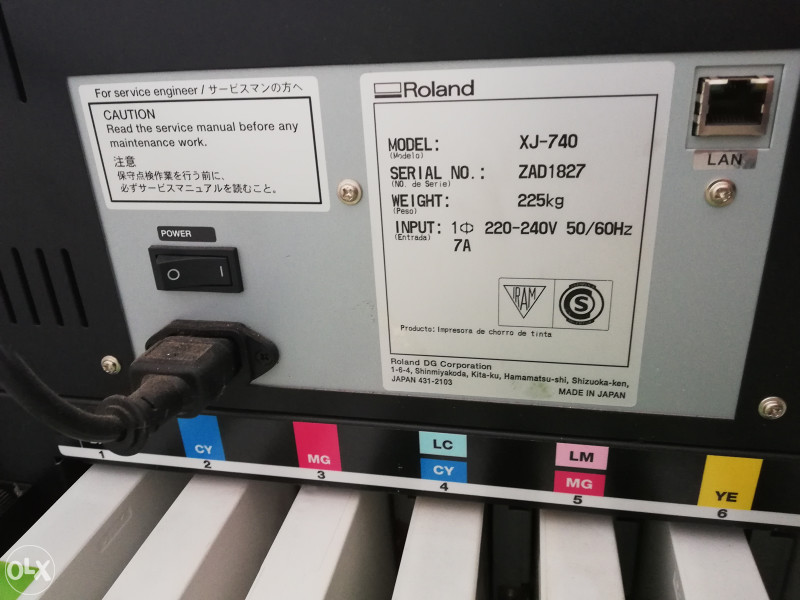 For service engineer / サービスマンの方へ
CAUTION
Read the service manual before any
maintenance work.
注意
保守点検作業を行う前に、
必ずサービスマニュアルを読むこと。
POWER
Roland
MODEL: XJ-740
(Modelo)
SERIAL NO.: ZAD1827
(NO. de Serie)
WEIGHT: 225kg
(Peso)
INPUT: 1Φ 220-240V 50/60Hz
(Entrada) 7A
IRAM
S
Producto: Impresora de chorro de tinta
Roland DG Corporation
1-6-4, Shinmiyakoda, Kita-ku, Hamamatsu-shi, Shizuoka-ken,
JAPAN 431-2103
MADE IN JAPAN
LAN
1
CY
2
MG
3
LC
CY
4
LM
MG
5
YE
6
OLX